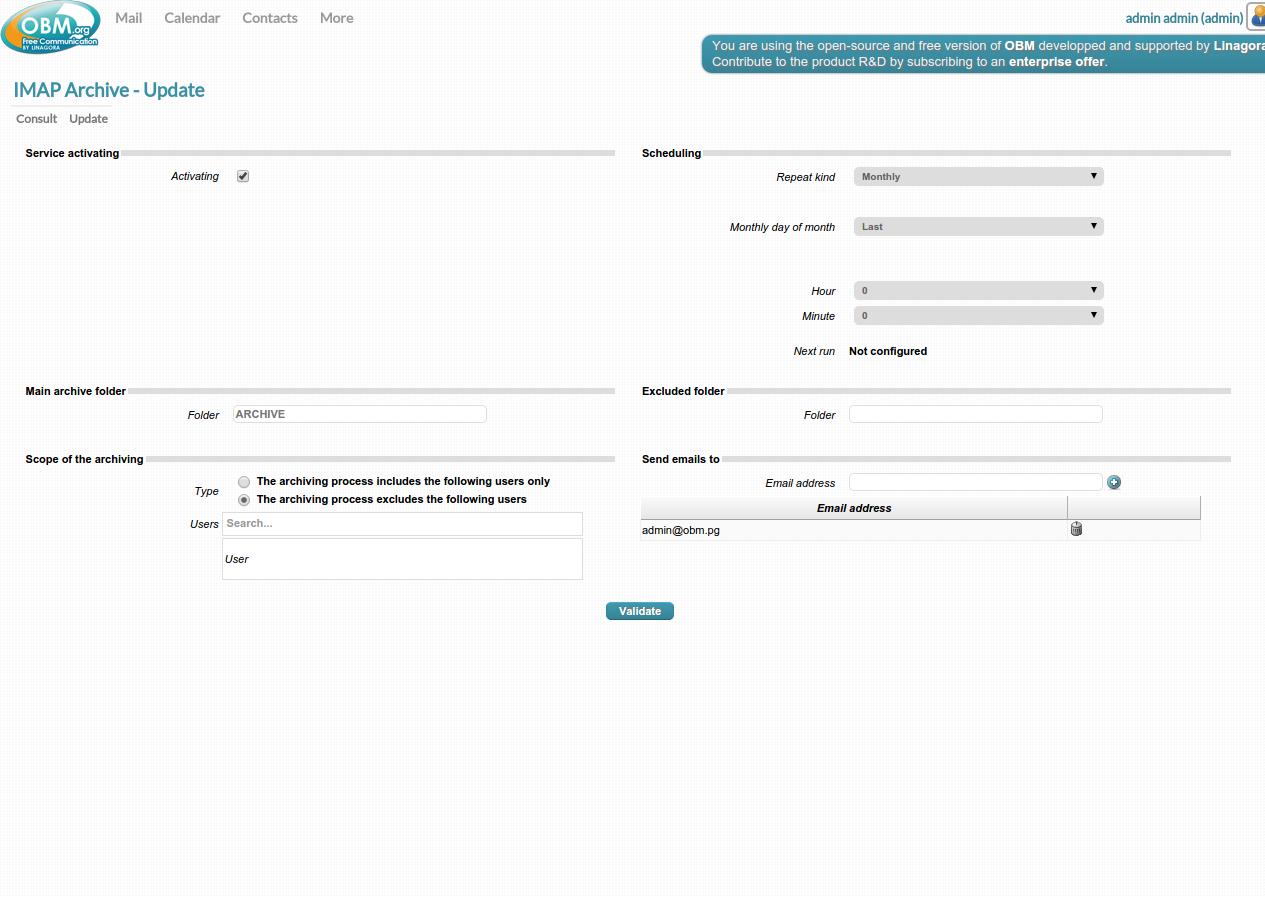 OBM.org
Free Communication
BY LINAGORA
Mail Calendar Contacts More
admin admin (admin)
You are using the open-source and free version of OBM developped and supported by Linagora
Contribute to the product R&D by subscribing to an enterprise offer.
IMAP Archive - Update
Consult Update
Service activating
Activating
Scheduling
Repeat kind Monthly
Monthly day of month Last
Hour 0
Minute 0
Next run Not configured
Main archive folder
Folder ARCHIVE
Excluded folder
Folder
Scope of the archiving
Type
The archiving process includes the following users only
The archiving process excludes the following users
Users Search...
User
Send emails to
Email address
Email address
admin@obm.pg
Validate